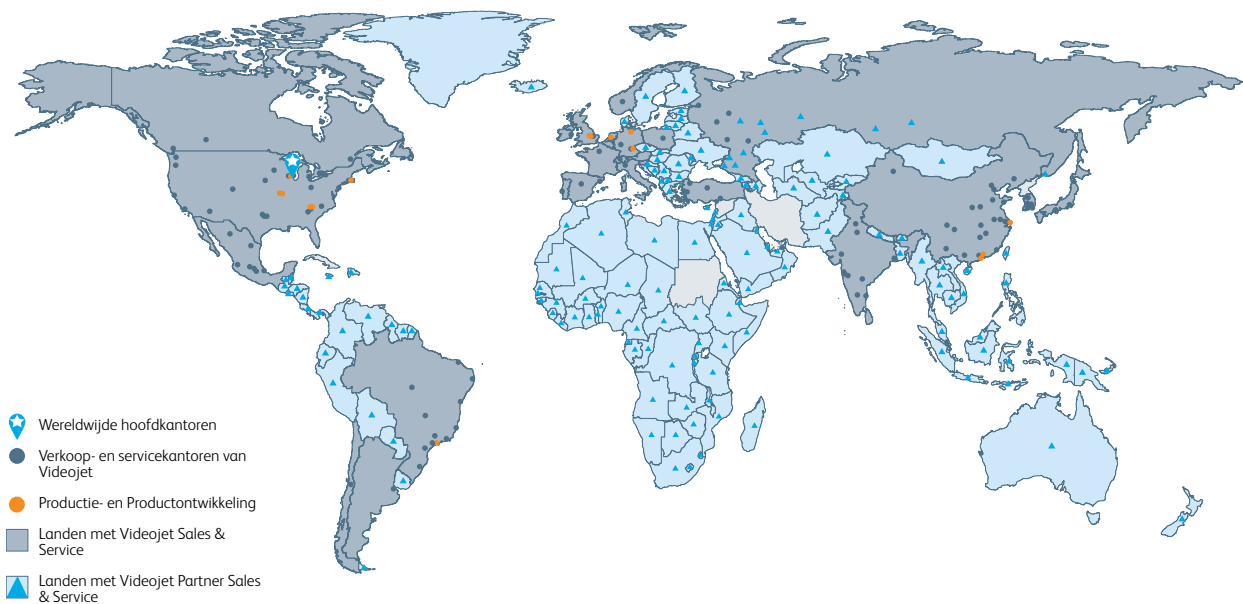 Wereldwijde hoofdkantoren
Verkoop- en servicekantoren van
Videojet
Productie- en Productontwikkeling
Landen met Videojet Sales &
Service
Landen met Videojet Partner Sales
& Service